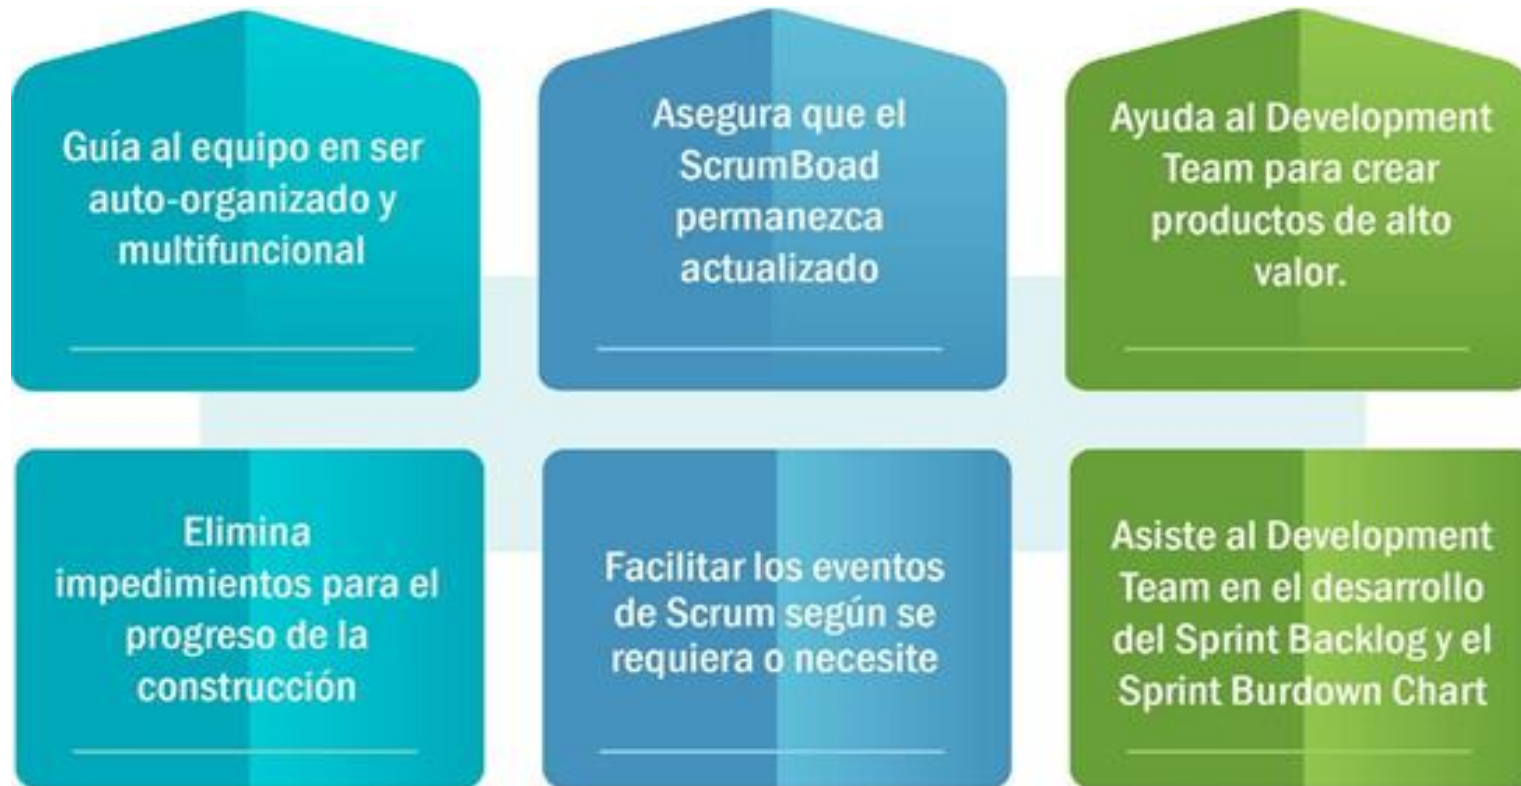 Guía al equipo en ser
auto-organizado y
multifuncional
Asegura que el
ScrumBoad
permanezca
actualizado
Ayuda al Development
Team para crear
productos de alto
valor.
Elimina
impedimientos para el
progreso de la
construcción
Facilitar los eventos
de Scrum según se
requiera o necesite
Asiste al Development
Team en el desarrollo
del Sprint Backlog y el
Sprint Burdown Chart